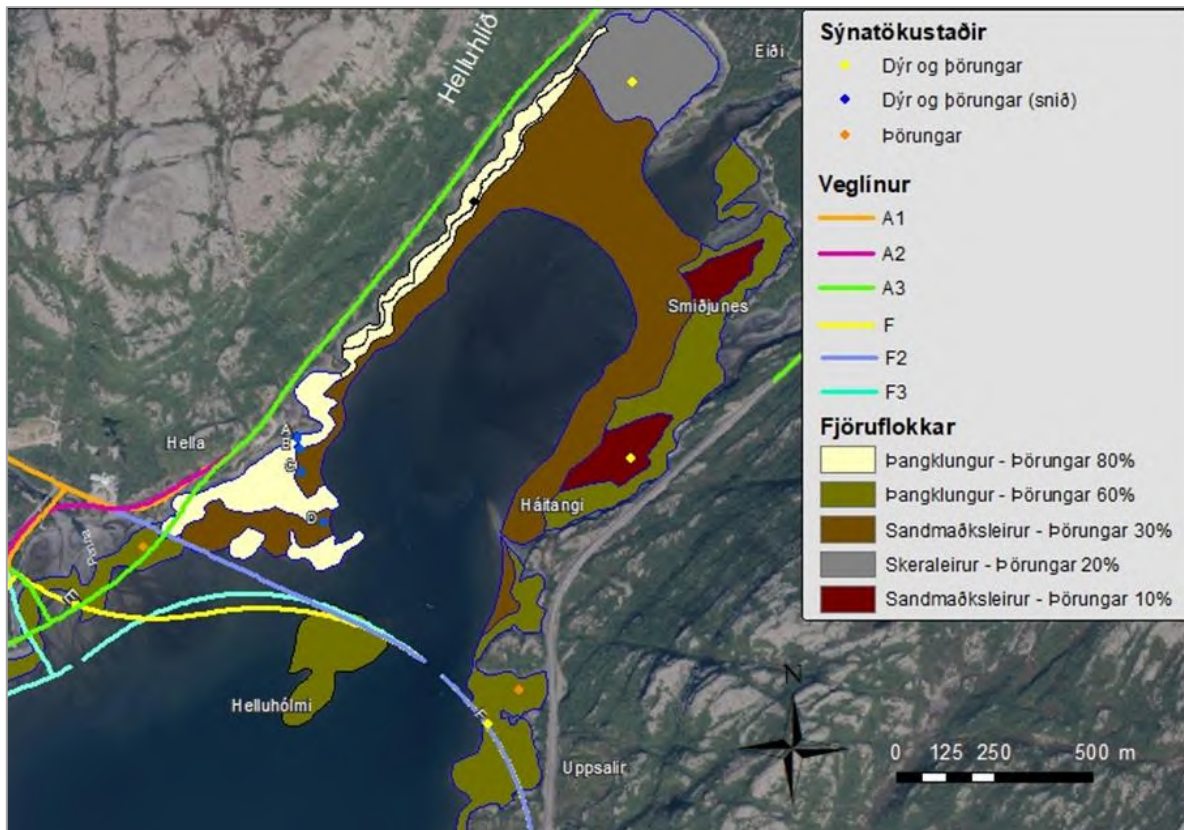 Helluhlíð
Eiði
Smiðjunes
Hella
A
B
C
D
Háitangi
Penna
E
Helluhólmi
F
Uppsalir
N
0 125 250 500 m
Sýnatökustaðir
Dýr og þörungar
Dýr og þörungar (snið)
Þörungar
Veglínur
A1
A2
A3
F
F2
F3
Fjöruflokkar
Þangklungur - Þörungar 80%
Þangklungur - Þörungar 60%
Sandmaðksleirur - Þörungar 30%
Skeraleirur - Þörungar 20%
Sandmaðksleirur - Þörungar 10%